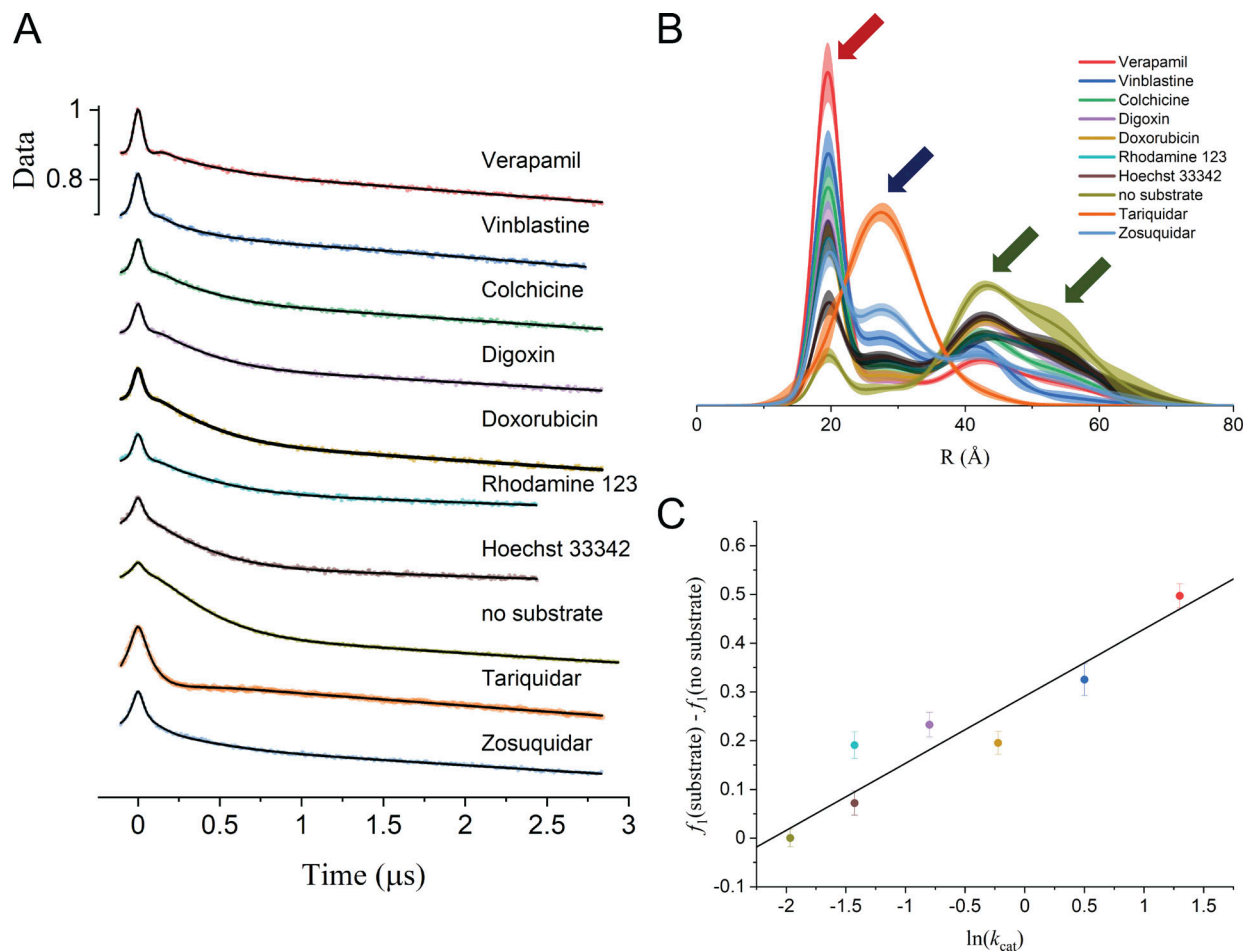 A
Data
1
0.8
Verapamil
Vinblastine
Colchicine
Digoxin
Doxorubicin
Rhodamine 123
Hoechst 33342
no substrate
Tariquidar
Zosuquidar
0 0.5 1 1.5 2 2.5 3
Time (μs)
B
Verapamil
Vinblastine
Colchicine
Digoxin
Doxorubicin
Rhodamine 123
Hoechst 33342
no substrate
Tariquidar
Zosuquidar
0 20 40 60 80
R (Å)
C
f₁(substrate) - f₁(no substrate)
0.6
0.5
0.4
0.3
0.2
0.1
0
-0.1
-2 -1.5 -1 -0.5 0 0.5 1 1.5
ln(k_cat)